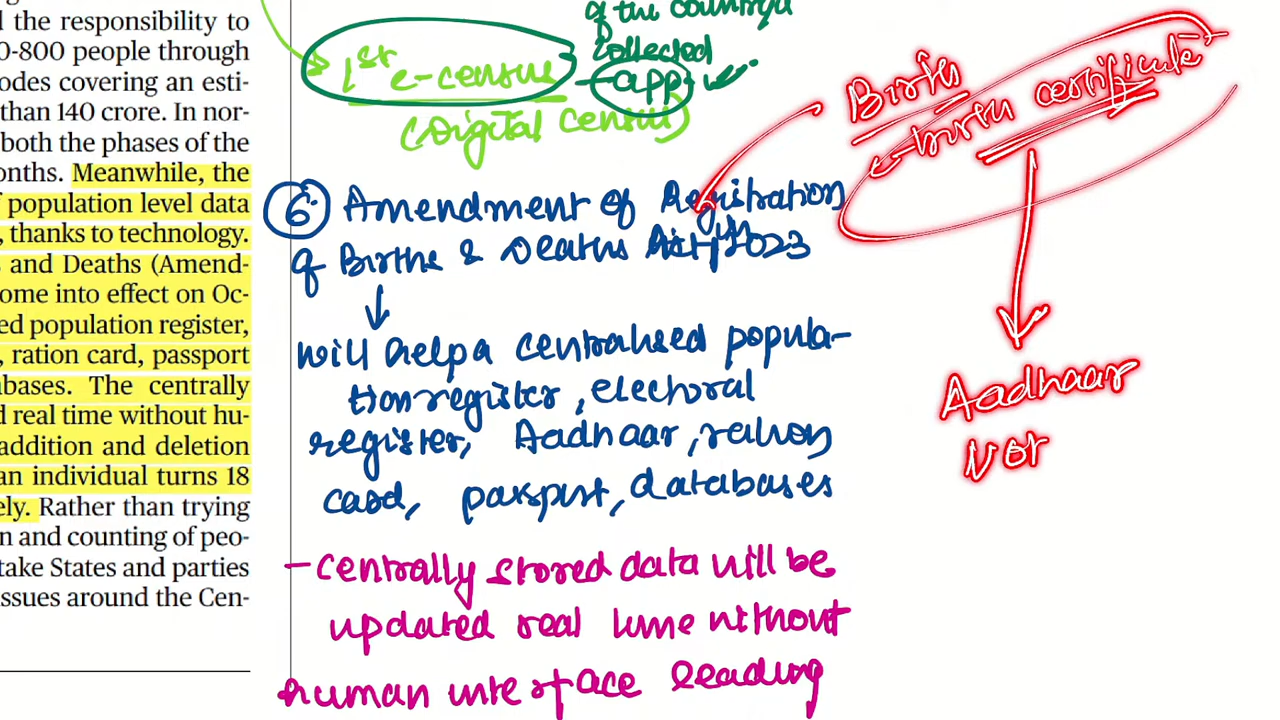 d the responsibility to
0-800 people through
odes covering an esti-
than 140 crore. In nor-
both the phases of the
onths. Meanwhile, the
f population level data
, thanks to technology.
s and Deaths (Amend-
ome into effect on Oc-
ed population register,
, ration card, passport
bases. The centrally
d real time without hu-
addition and deletion
an individual turns 18
ely. Rather than trying
n and counting of peo-
take States and parties
issues around the Cen-
of the country
collected
1st e-census - app
(Digital Census)
6. Amendment of Registration
of Births & Deaths Act, 2023
will help a centralised popula-
tion register, electoral
register, Aadhaar, ration
card, passport, databases
- centrally stored data will be
updated real time without
human interface leading
Births
e-birth certificate
Aadhaar
Not